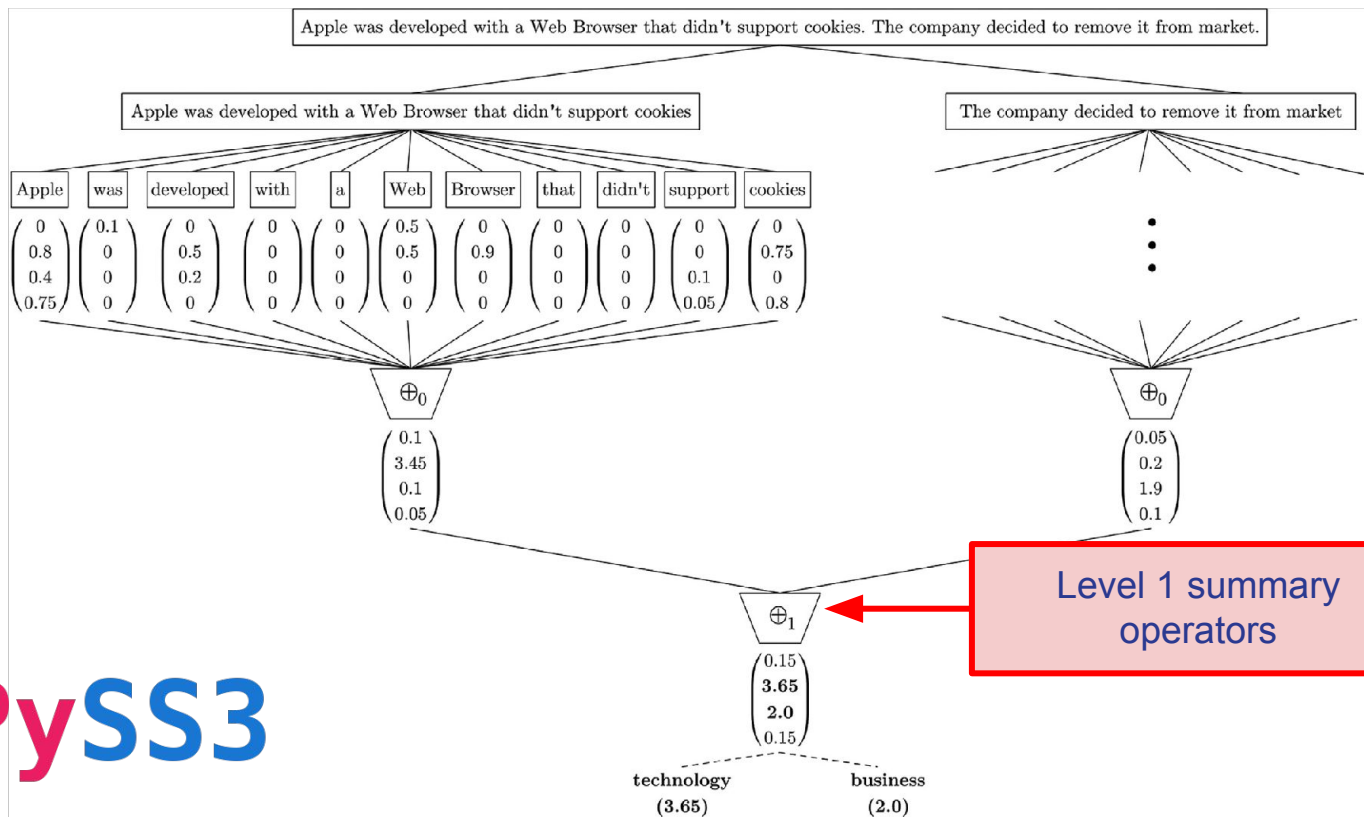 Apple was developed with a Web Browser that didn't support cookies. The company decided to remove it from market.
Apple was developed with a Web Browser that didn't support cookies
The company decided to remove it from market
Apple was developed with a Web Browser that didn't support cookies
0 0.1 0 0 0 0.5 0 0 0 0 0
0.8 0 0.5 0 0 0.5 0.9 0 0 0 0.75
0.4 0 0.2 0 0 0 0 0 0 0.1 0
0.75 0 0 0 0 0 0 0 0 0.05 0.8
⊕₀ ⊕₀
0.1 0.05
3.45 0.2
0.1 1.9
0.05 0.1
Level 1 summary
operators
⊕₁
0.15
3.65
2.0
0.15
PySS3
technology business
(3.65) (2.0)